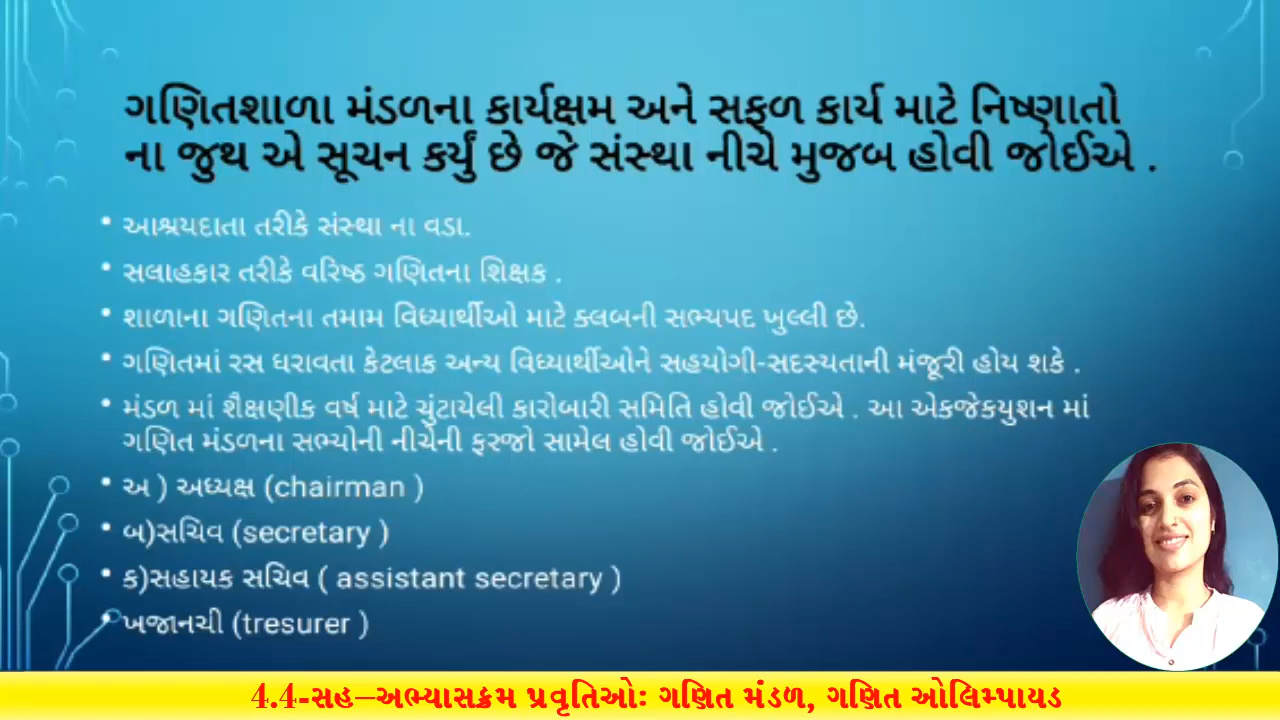 ગણિતશાળા મંડળના કાર્યક્ષમ અને સફળ કાર્ય માટે નિષ્ણાતો
ના જુથ એ સૂચન કર્યું છે જે સંસ્થા નીચે મુજબ હોવી જોઈએ .
• આશ્રયદાતા તરીકે સંસ્થા ના વડા.
• સલાહકાર તરીકે વરિષ્ઠ ગણિતના શિક્ષક .
• શાળાના ગણિતના તમામ વિધ્યાર્થીઓ માટે ક્લબની સભ્યપદ ખુલ્લી છે.
• ગણિતમાં રસ ધરાવતા કેટલાક અન્ય વિધ્યાર્થીઓને સહયોગી-સદસ્યતાની મંજૂરી હોય શકે .
• મંડળ માં શૈક્ષણીક વર્ષ માટે ચુંટાયેલી કારોબારી સમિતિ હોવી જોઈએ . આ એકજેકયુશન માં
ગણિત મંડળના સભ્યોની નીચેની ફરજો સામેલ હોવી જોઈએ .
• અ ) અધ્યક્ષ (chairman )
• બ)સચિવ (secretary )
• ક)સહાયક સચિવ ( assistant secretary )
• ખજાનચી (tresurer )
4.4-સહ–અભ્યાસક્રમ પ્રવૃતિઓઃ ગણિત મંડળ, ગણિત ઓલિમ્પાયડ